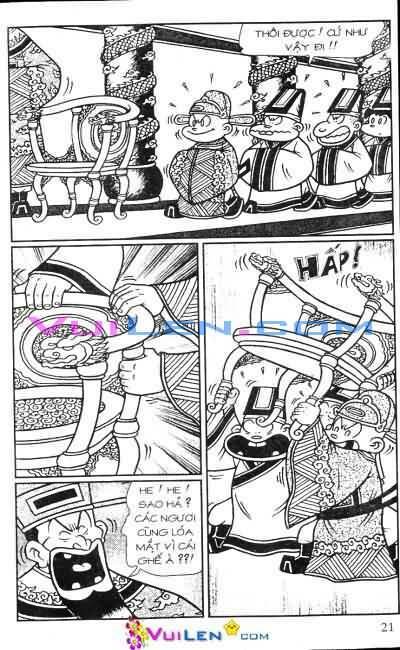 THÔI ĐƯỢC! CỨ NHƯ
VẬY ĐI!!
HẤP!
VUILEN.COM
HE! HE!
SAO HẢ?
CÁC NGƯƠI
CŨNG LÓA
MẮT VÌ CÁI
GHẾ À??!
21
VUILEN.COM